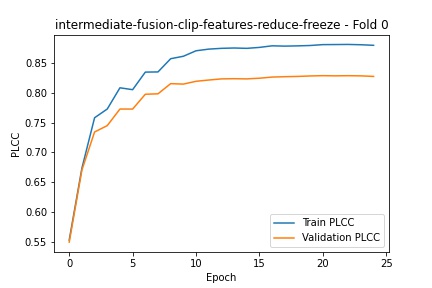 intermediate-fusion-clip-features-reduce-freeze - Fold 0
PLCC
0.85
0.80
0.75
0.70
0.65
0.60
0.55
Train PLCC
Validation PLCC
0 5 10 15 20 25
Epoch